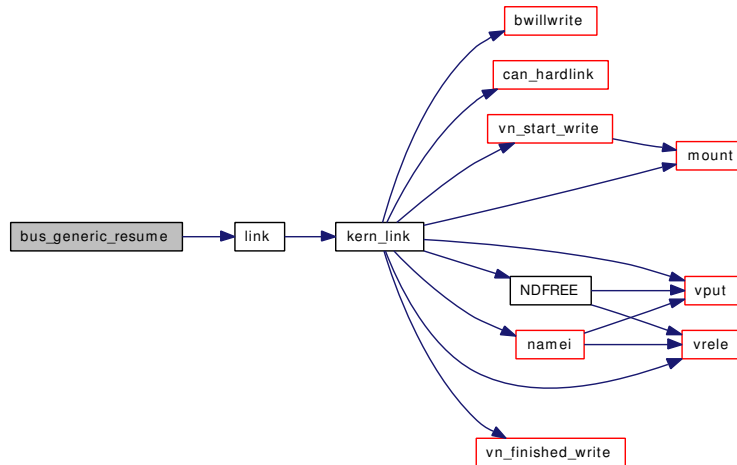 bwillwrite
can_hardlink
vn_start_write
mount
bus_generic_resume
link
kern_link
NDFREE
vput
namei
vrele
vn_finished_write